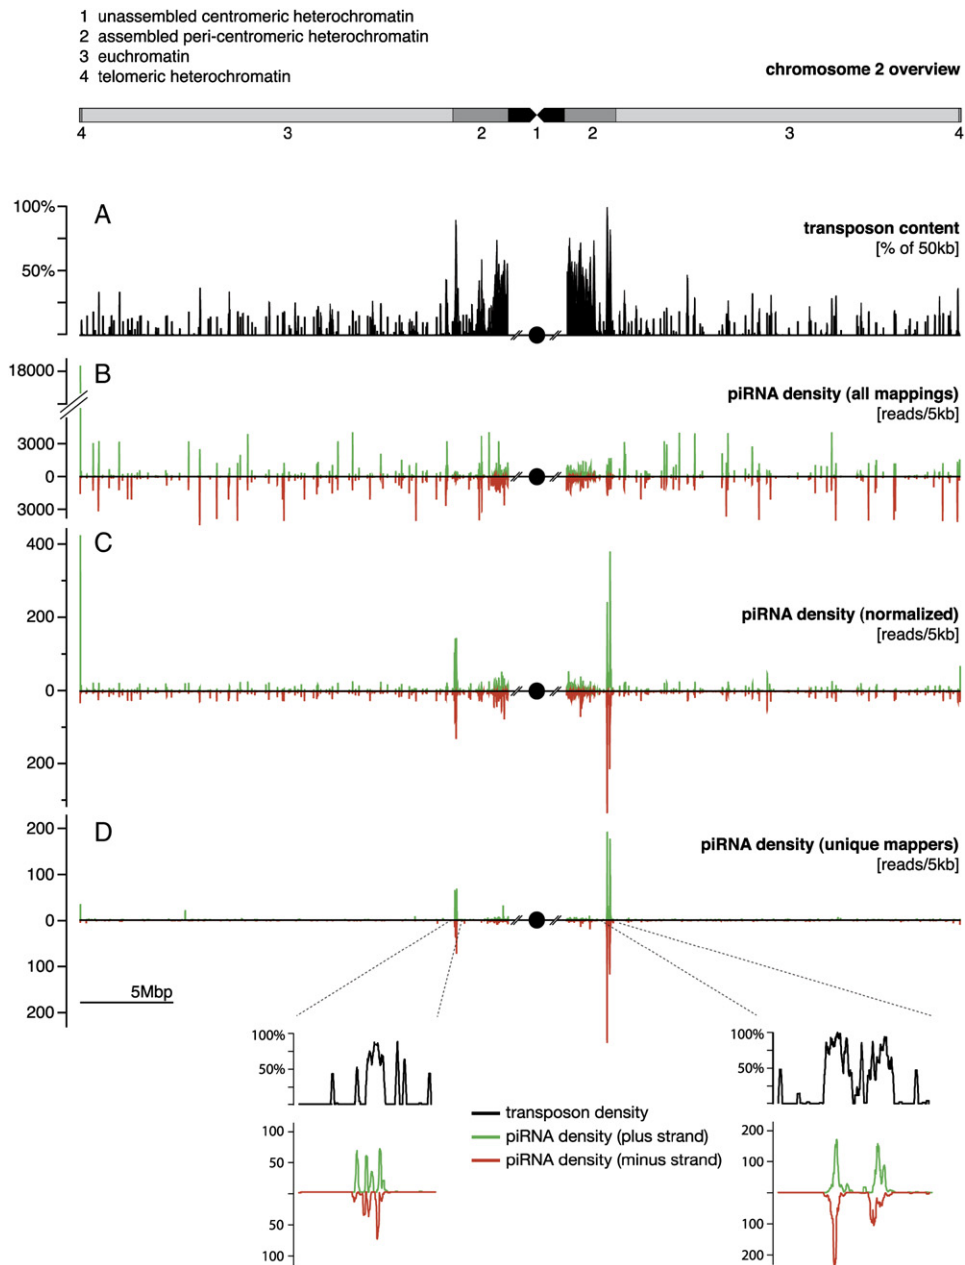 1 unassembled centromeric heterochromatin
2 assembled peri-centromeric heterochromatin
3 euchromatin
4 telomeric heterochromatin
chromosome 2 overview
4 3 2 1 2 3 4
A
100%
50%
transposon content
[% of 50kb]
B
18000
3000
0
3000
piRNA density (all mappings)
[reads/5kb]
C
400
200
0
200
piRNA density (normalized)
[reads/5kb]
D
200
100
0
100
200
piRNA density (unique mappers)
[reads/5kb]
5Mbp
100%
50%
100
50
50
100
transposon density
piRNA density (plus strand)
piRNA density (minus strand)
100%
50%
200
100
100
200